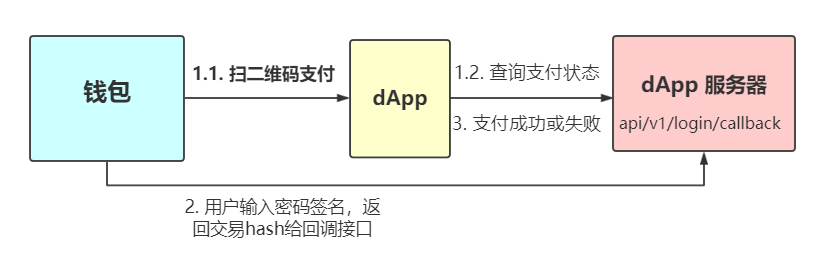 钱包
1.1. 扫二维码支付
dApp
1.2. 查询支付状态
3. 支付成功或失败
dApp 服务器
api/v1/login/callback
2. 用户输入密码签名，返
回交易hash给回调接口